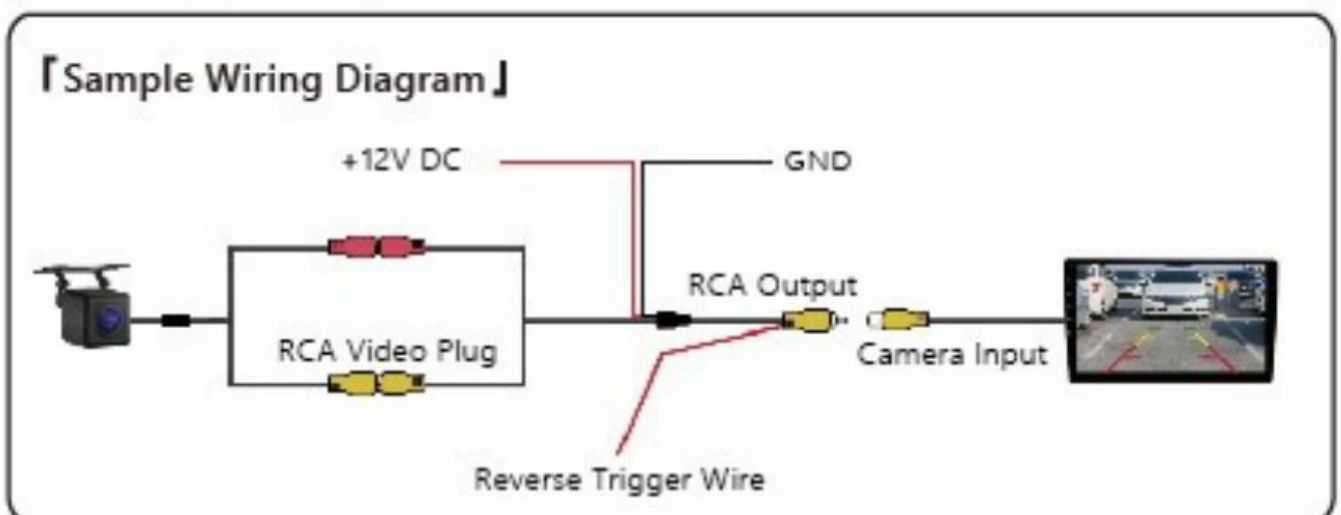 「Sample Wiring Diagram」
+12V DC
GND
RCA Output
RCA Video Plug
Camera Input
Reverse Trigger Wire